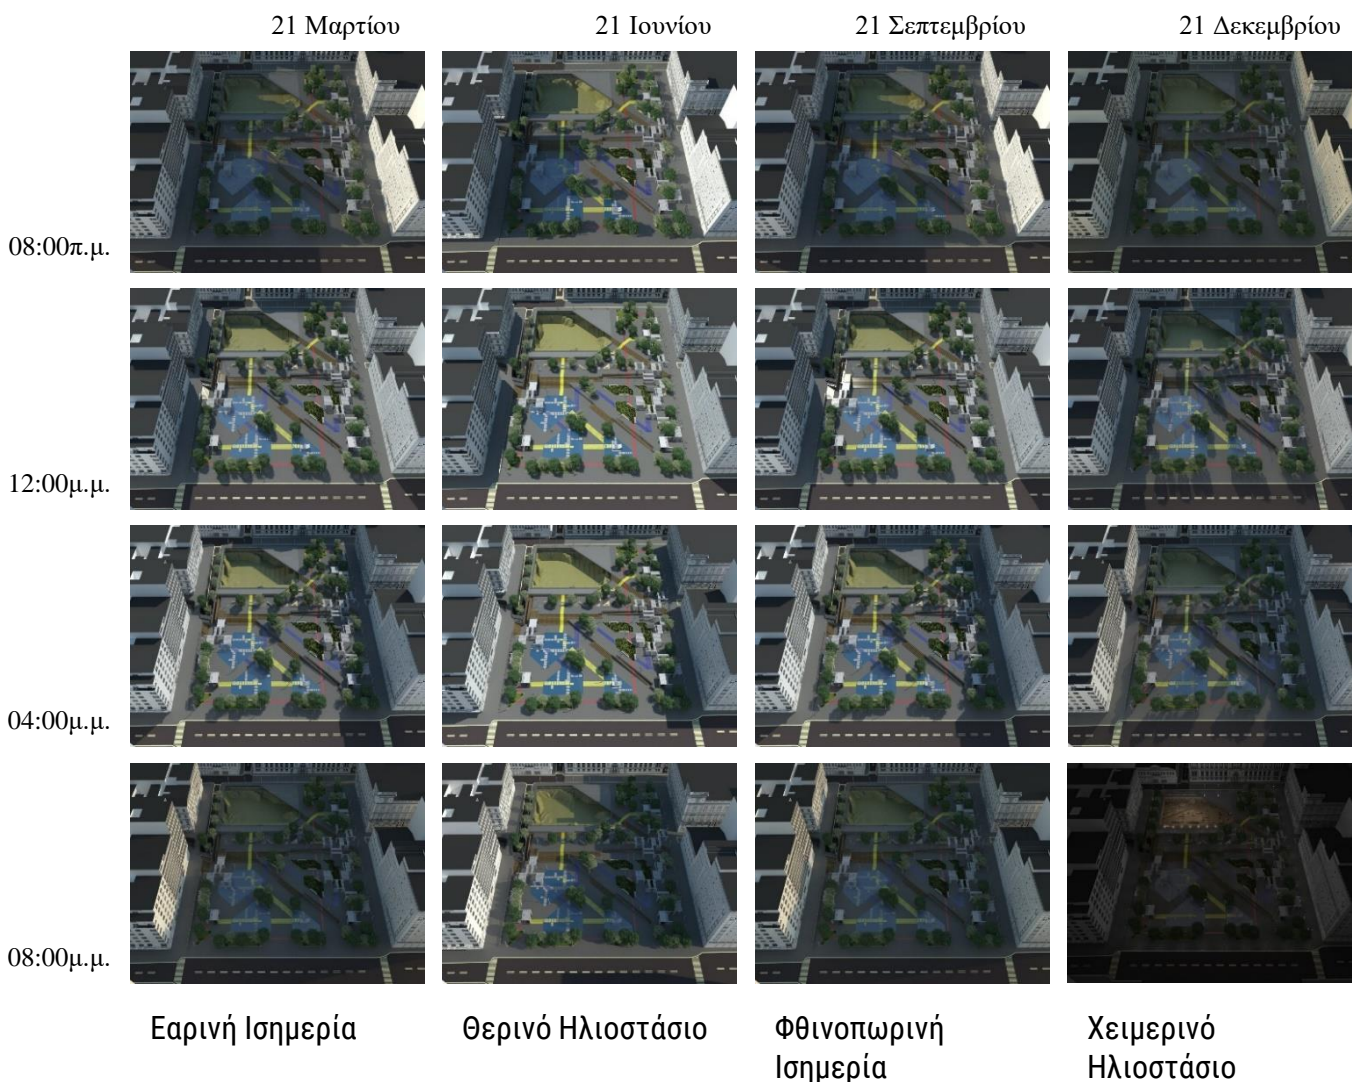 21 Μαρτίου
21 Ιουνίου
21 Σεπτεμβρίου
21 Δεκεμβρίου
08:00π.μ.
12:00μ.μ.
04:00μ.μ.
08:00μ.μ.
Εαρινή Ισημερία
Θερινό Ηλιοστάσιο
Φθινοπωρινή
Ισημερία
Χειμερινό
Ηλιοστάσιο